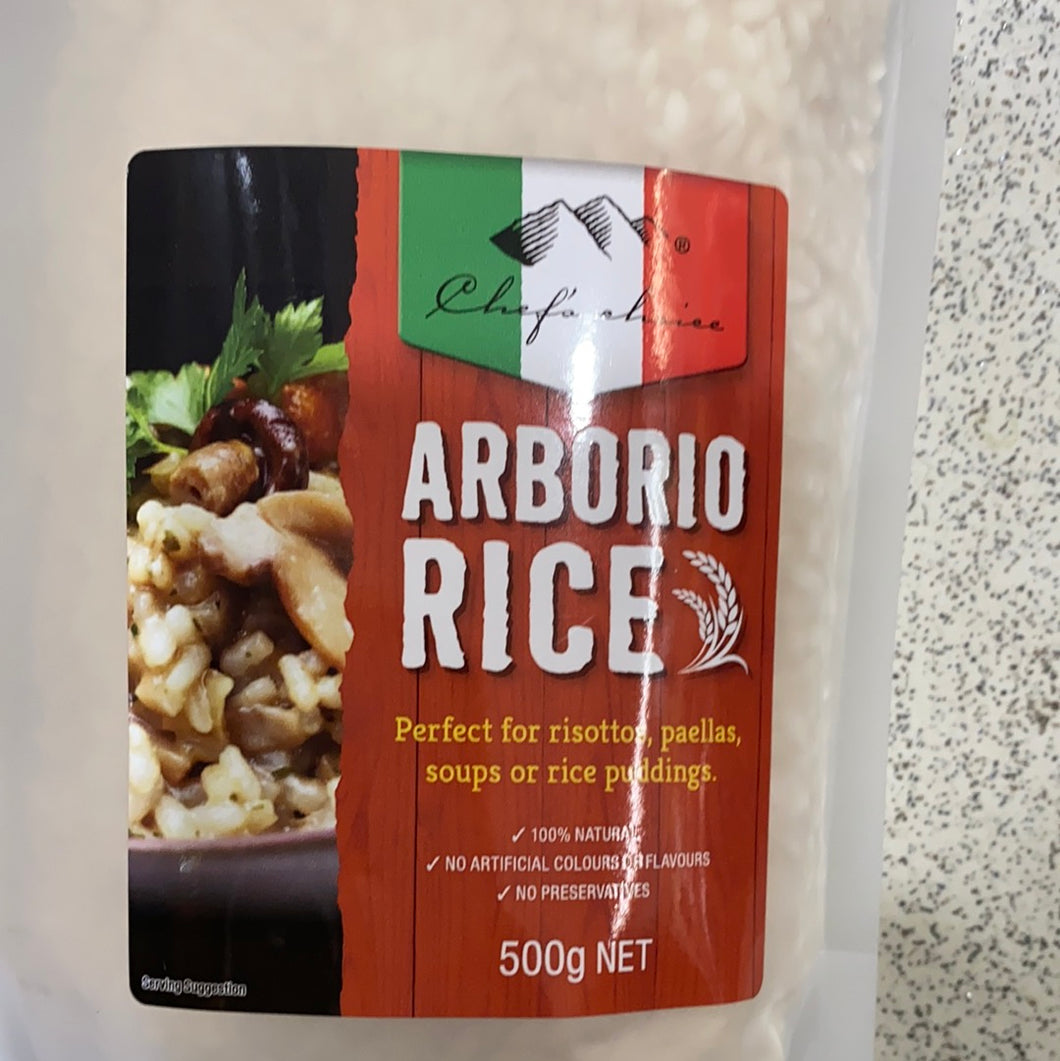 Chef's choice
®
ARBORIO
RICE
Perfect for risottos, paellas,
soups or rice puddings.
✓ 100% NATURAL
✓ NO ARTIFICIAL COLOURS OR FLAVOURS
✓ NO PRESERVATIVES
500g NET
Serving Suggestion